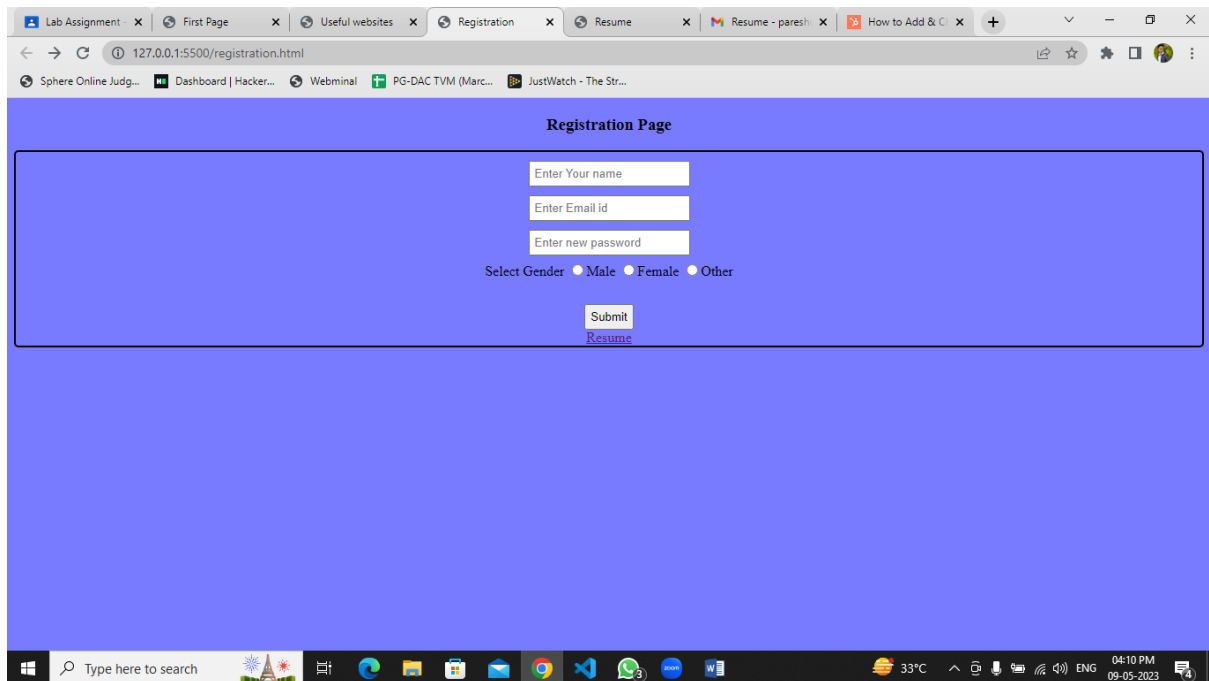 Lab Assignment - First Page Useful websites Registration Resume Resume - paresh How to Add & C
127.0.0.1:5500/registration.html
Sphere Online Judg... Dashboard | Hacker... Webminal PG-DAC TVM (Marc... JustWatch - The Str...
Registration Page
Enter Your name
Enter Email id
Enter new password
Select Gender Male Female Other
Submit
Resume
Type here to search 33°C ENG 04:10 PM
09-05-2023